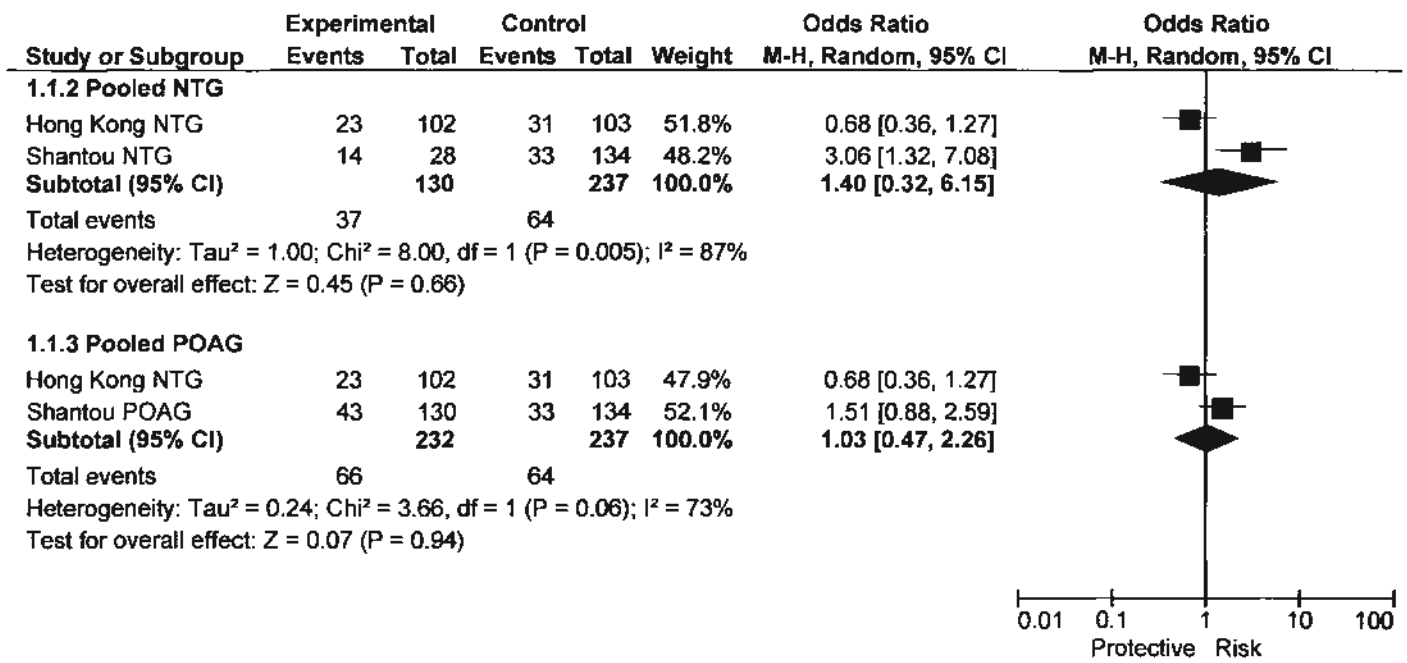 Experimental Control Odds Ratio Odds Ratio
Study or Subgroup Events Total Events Total Weight M-H, Random, 95% CI M-H, Random, 95% CI
1.1.2 Pooled NTG
Hong Kong NTG 23 102 31 103 51.8% 0.68 [0.36, 1.27]
Shantou NTG 14 28 33 134 48.2% 3.06 [1.32, 7.08]
Subtotal (95% CI) 130 237 100.0% 1.40 [0.32, 6.15]
Total events 37 64
Heterogeneity: Tau² = 1.00; Chi² = 8.00, df = 1 (P = 0.005); I² = 87%
Test for overall effect: Z = 0.45 (P = 0.66)
1.1.3 Pooled POAG
Hong Kong NTG 23 102 31 103 47.9% 0.68 [0.36, 1.27]
Shantou POAG 43 130 33 134 52.1% 1.51 [0.88, 2.59]
Subtotal (95% CI) 232 237 100.0% 1.03 [0.47, 2.26]
Total events 66 64
Heterogeneity: Tau² = 0.24; Chi² = 3.66, df = 1 (P = 0.06); I² = 73%
Test for overall effect: Z = 0.07 (P = 0.94)
0.01 0.1 1 10 100
Protective Risk